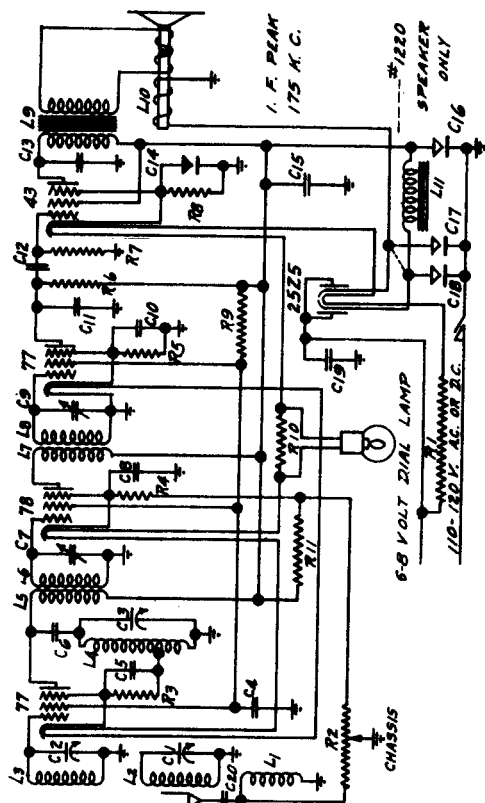 L3
77
L5
L6
C7
78
L7
L8
C9
77
C12
43
C13
L9
C2
C6
C3
L4
C5
R3
C8
R4
C11
C10
R5
R6
R7
C14
R8
L10
L2
C1
C4
R9
C20
L1
R11
R10
C15
I. F. PEAK
175 K.C.
R2
CHASSIS
6-8 VOLT DIAL LAMP
C19
25Z5
L11
#1220
SPEAKER
ONLY
R1
110-120 V. A.C. OR D.C.
C18
C17
C16